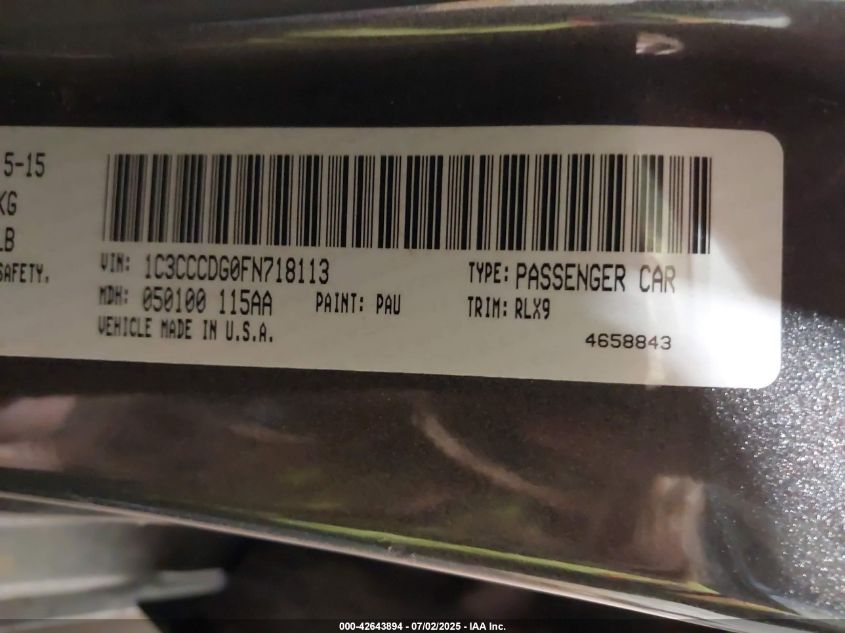 5-15
KG
LB
SAFETY.
VIN: 1C3CCCDG0FN718113
TYPE: PASSENGER CAR
MDH: 050100 115AA
PAINT: PAU
TRIM: RLX9
VEHICLE MADE IN U.S.A.
4658843
000-42643894 - 07/02/2025 - IAA Inc.